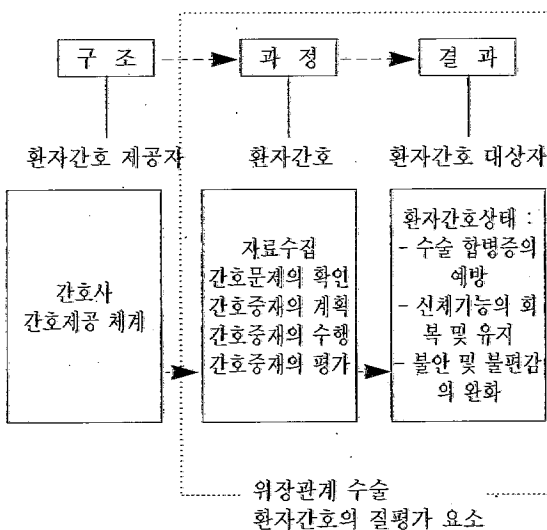 구 조
과 정
결 과
환자간호 제공자
환자간호
환자간호 대상자
간호사
간호제공 체계
자료수집
간호문제의 확인
간호중재의 계획
간호중재의 수행
간호중재의 평가
환자간호상태 :
- 수술 합병증의
예방
- 신체기능의 회
복 및 유지
- 불안 및 불편감
의 완화
위장관계 수술
환자간호의 질평가 요소